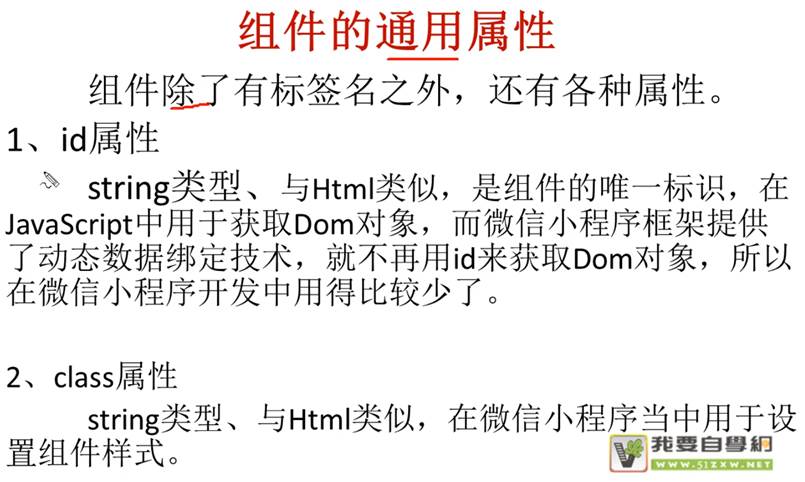 组件的通用属性
组件除了有标签名之外，还有各种属性。
1、id属性
string类型、与Html类似，是组件的唯一标识，在
JavaScript中用于获取Dom对象，而微信小程序框架提供
了动态数据绑定技术，就不再用id来获取Dom对象，所以
在微信小程序开发中用得比较少了。
2、class属性
string类型、与Html类似，在微信小程序当中用于设
置组件样式。
我要自學網
WWW.51ZXW.NET